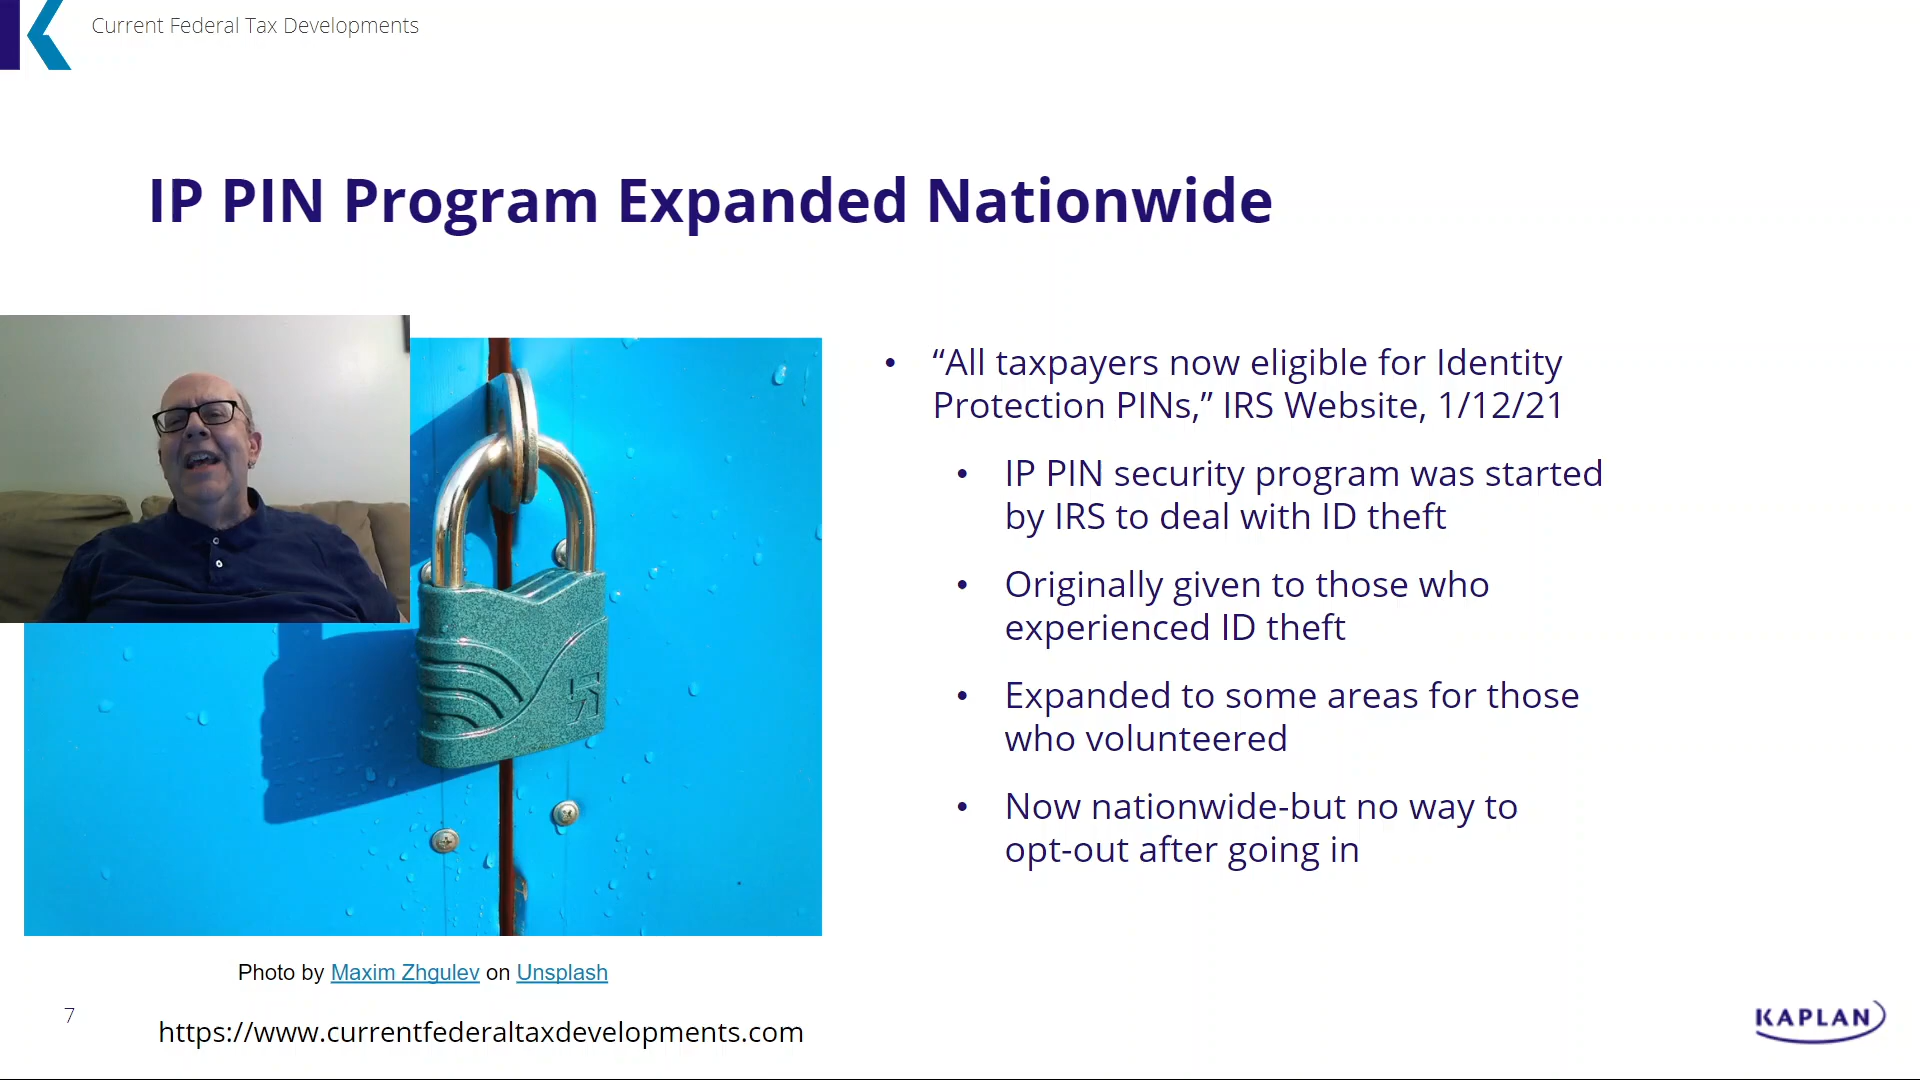 Current Federal Tax Developments
IP PIN Program Expanded Nationwide
• “All taxpayers now eligible for Identity
Protection PINs,” IRS Website, 1/12/21
• IP PIN security program was started
by IRS to deal with ID theft
• Originally given to those who
experienced ID theft
• Expanded to some areas for those
who volunteered
• Now nationwide-but no way to
opt-out after going in
Photo by Maxim Zhgulev on Unsplash
7
https://www.currentfederaltaxdevelopments.com
KAPLAN